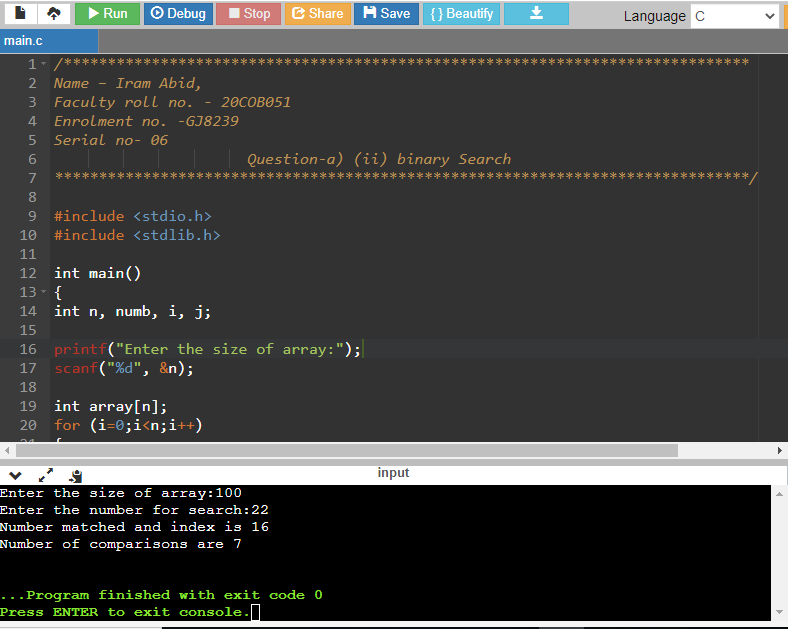 Run Debug Stop Share Save { } Beautify Language C
main.c
1 /******************************************************************************
2 Name - Iram Abid,
3 Faculty roll no. - 20COB051
4 Enrolment no. -GJ8239
5 Serial no- 06
6 Question-a) (ii) binary Search
7 *******************************************************************************/
8
9 #include <stdio.h>
10 #include <stdlib.h>
11
12 int main()
13 {
14 int n, numb, i, j;
15
16 printf("Enter the size of array:");
17 scanf("%d", &n);
18
19 int array[n];
20 for (i=0;i<n;i++)
21 {
input
Enter the size of array:100
Enter the number for search:22
Number matched and index is 16
Number of comparisons are 7
...Program finished with exit code 0
Press ENTER to exit console.